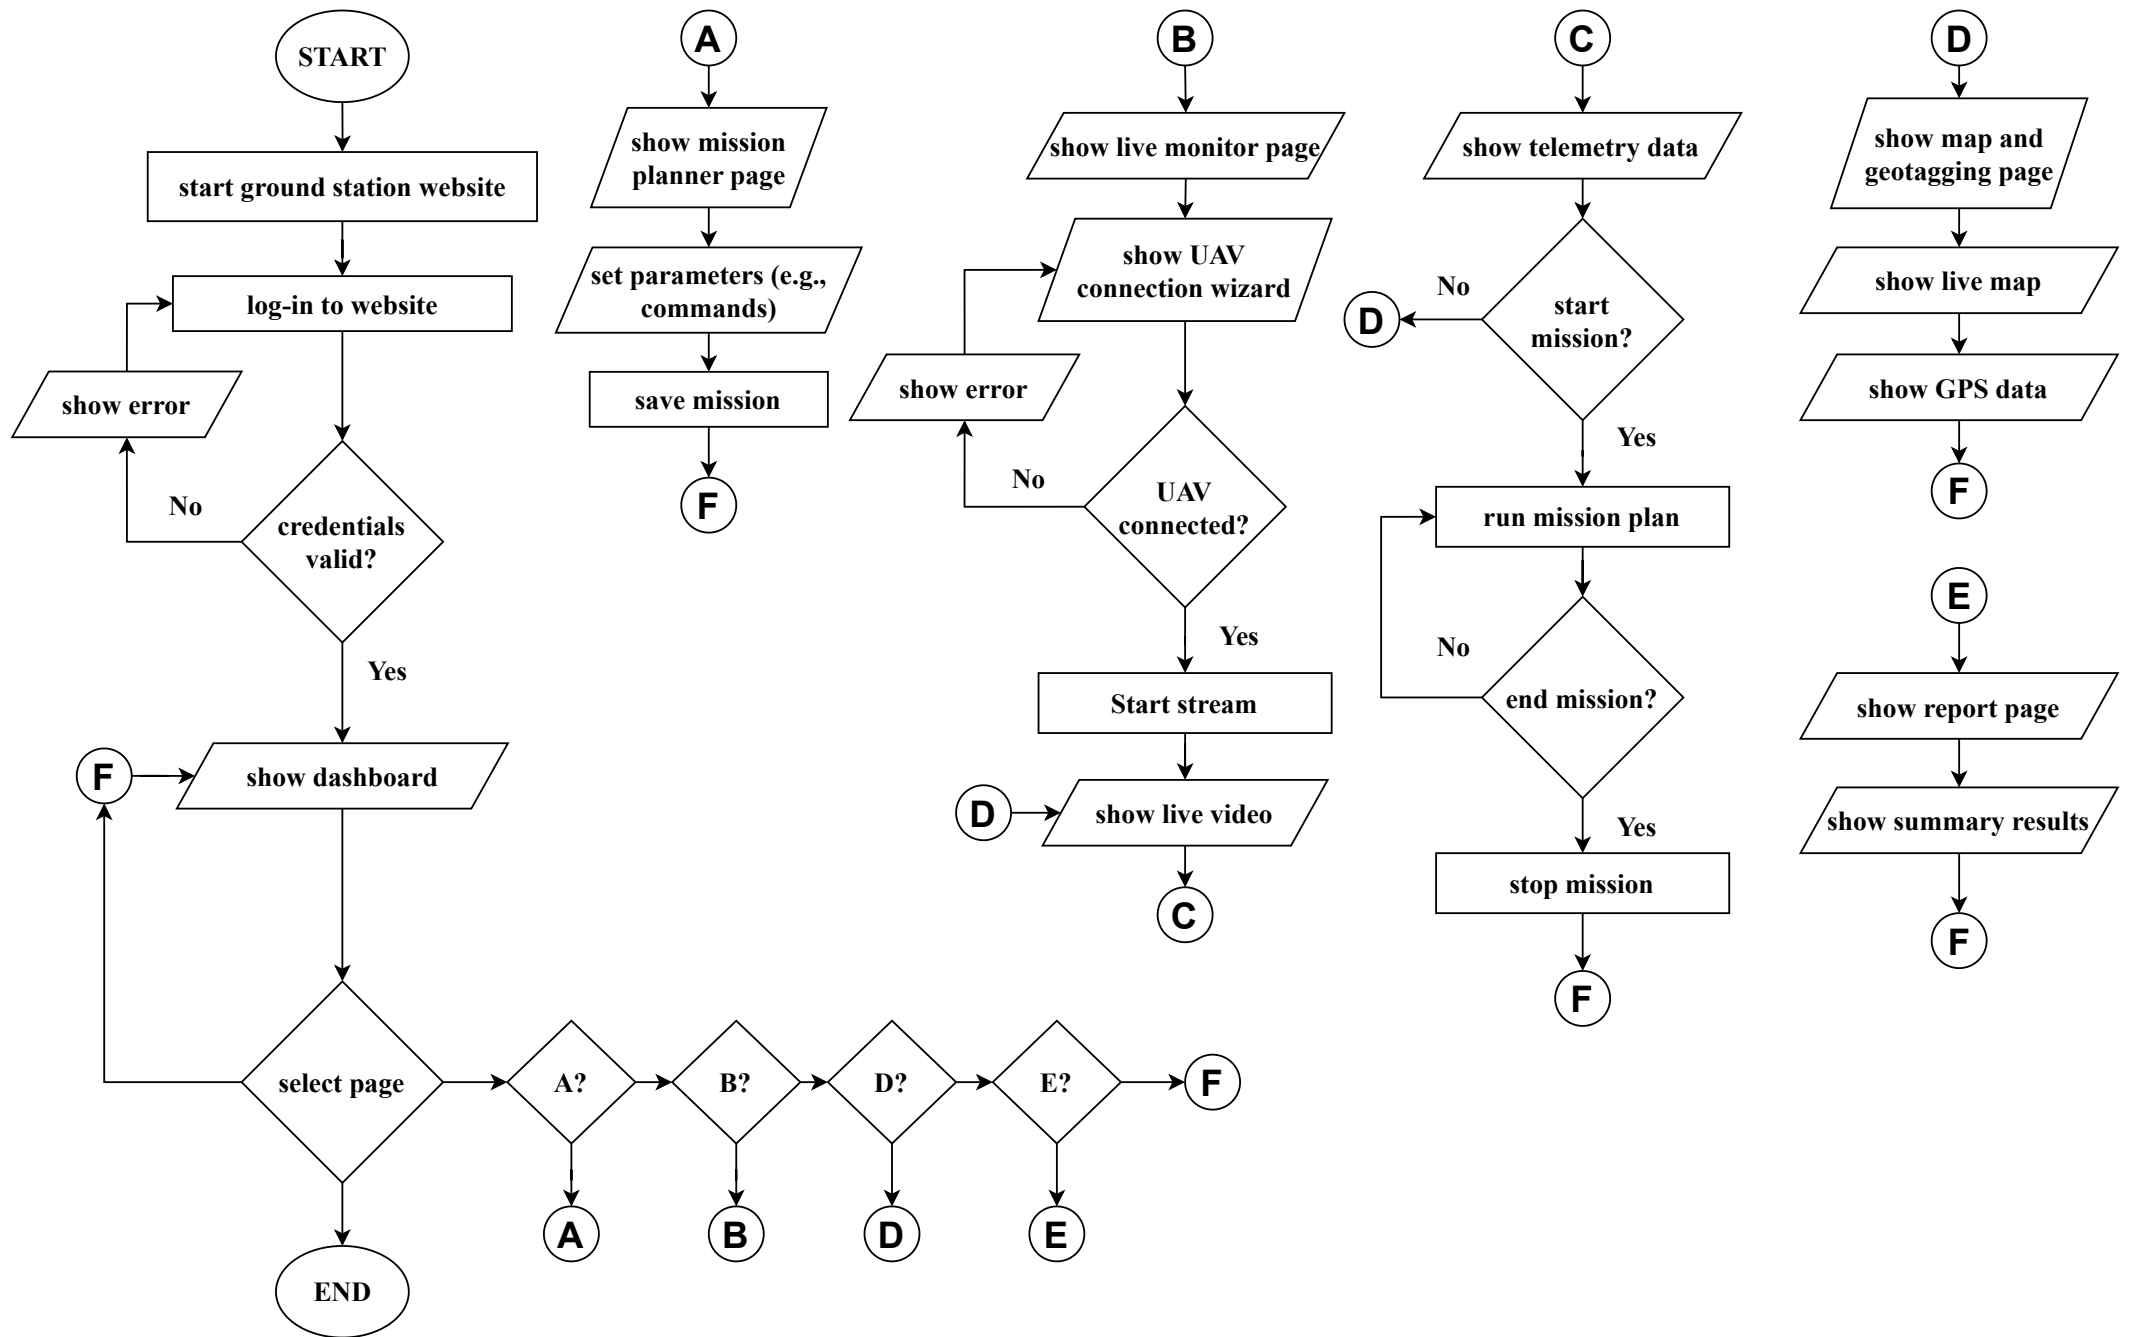 START
start ground station website
log-in to website
show error
No
credentials
valid?
Yes
F
show dashboard
select page
END
A?
B?
D?
E?
F
A
B
D
E
A
show mission
planner page
set parameters (e.g.,
commands)
save mission
F
B
show live monitor page
show UAV
connection wizard
show error
No
UAV
connected?
Yes
Start stream
D
show live video
C
C
show telemetry data
No
D
start
mission?
Yes
run mission plan
No
end mission?
Yes
stop mission
F
D
show map and
geotagging page
show live map
show GPS data
F
E
show report page
show summary results
F